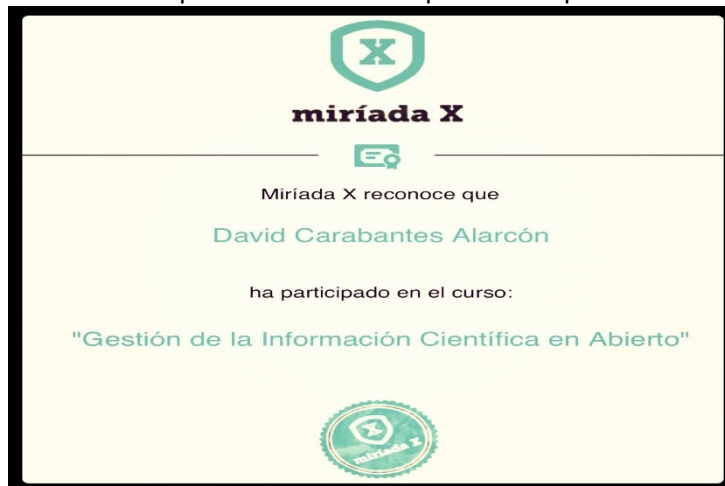 X
miríada X
Miríada X reconoce que
David Carabantes Alarcón
ha participado en el curso:
"Gestión de la Información Científica en Abierto"
X
miríada X